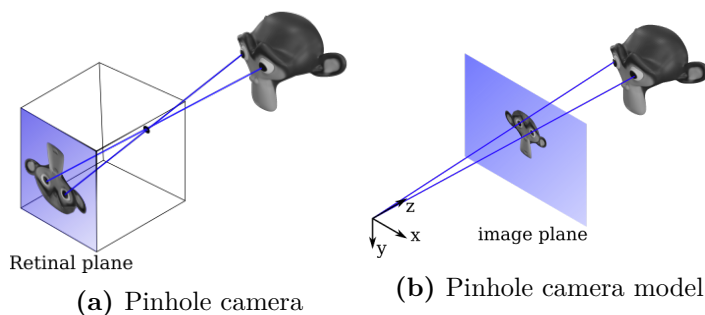 Retinal plane
(a) Pinhole camera
z
x
y
image plane
(b) Pinhole camera model